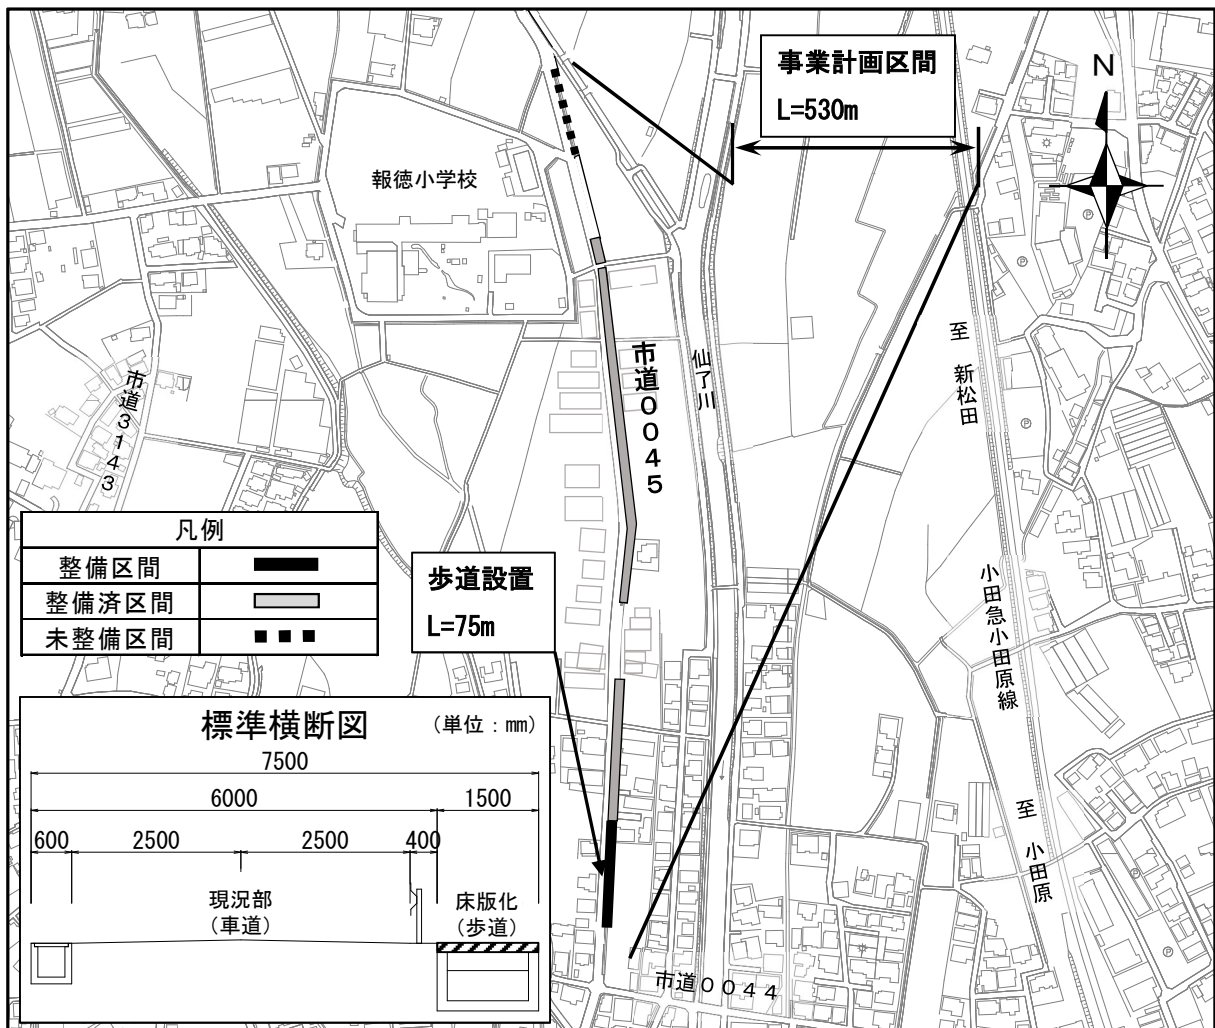 事業計画区間
L=530m
N
報徳小学校
至 新松田
仙了川
市道0045
市道3143
凡例
整備区間
整備済区間
未整備区間
歩道設置
L=75m
小田急小田原線
至 小田原
標準横断図
(単位：㎜)
7500
6000 1500
600 2500 2500 400
現況部
(車道)
床版化
(歩道)
市道0044
P
P
P
P
P